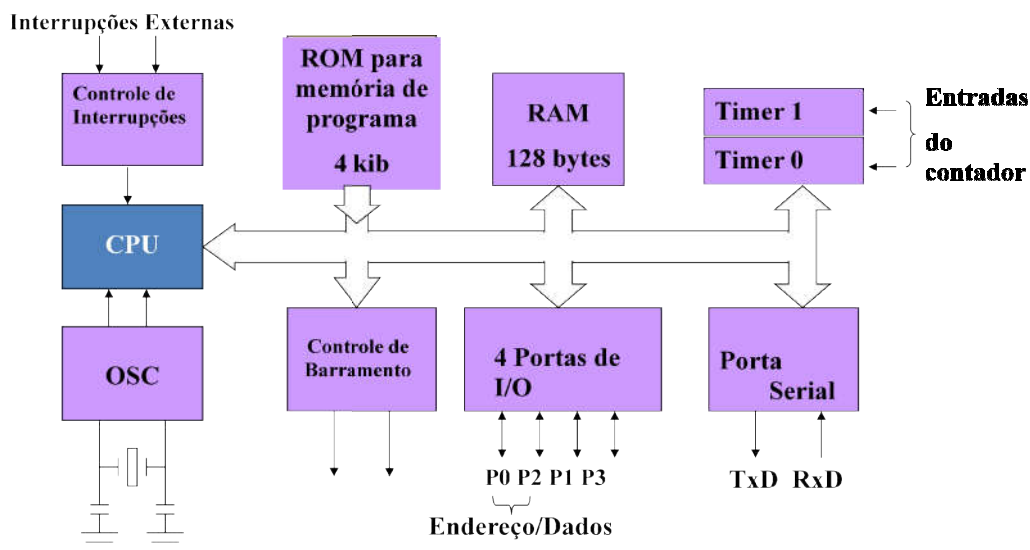 Interrupções Externas
Controle de
Interrupções
CPU
OSC
ROM para
memória de
programa
4 kib
RAM
128 bytes
Timer 1
Timer 0
Entradas
do
contador
Controle de
Barramento
4 Portas de
I/O
Porta
Serial
P0 P2 P1 P3
Endereço/Dados
TxD RxD